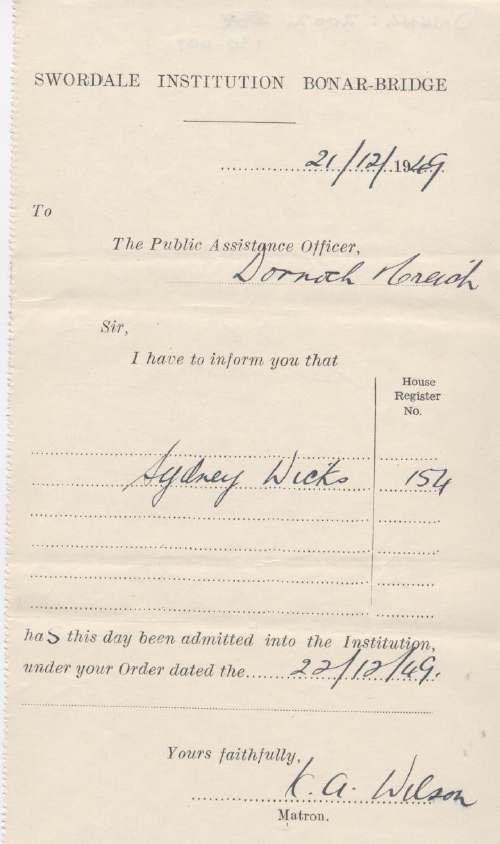 SWORDALE INSTITUTION BONAR-BRIDGE
21/12/1949
To
The Public Assistance Officer,
Dornoch & Creich
Sir,
I have to inform you that
House
Register
No.
Sydney Wicks 154
has this day been admitted into the Institution,
under your Order dated the 22/12/49.
Yours faithfully,
K. A. Wilson
Matron.